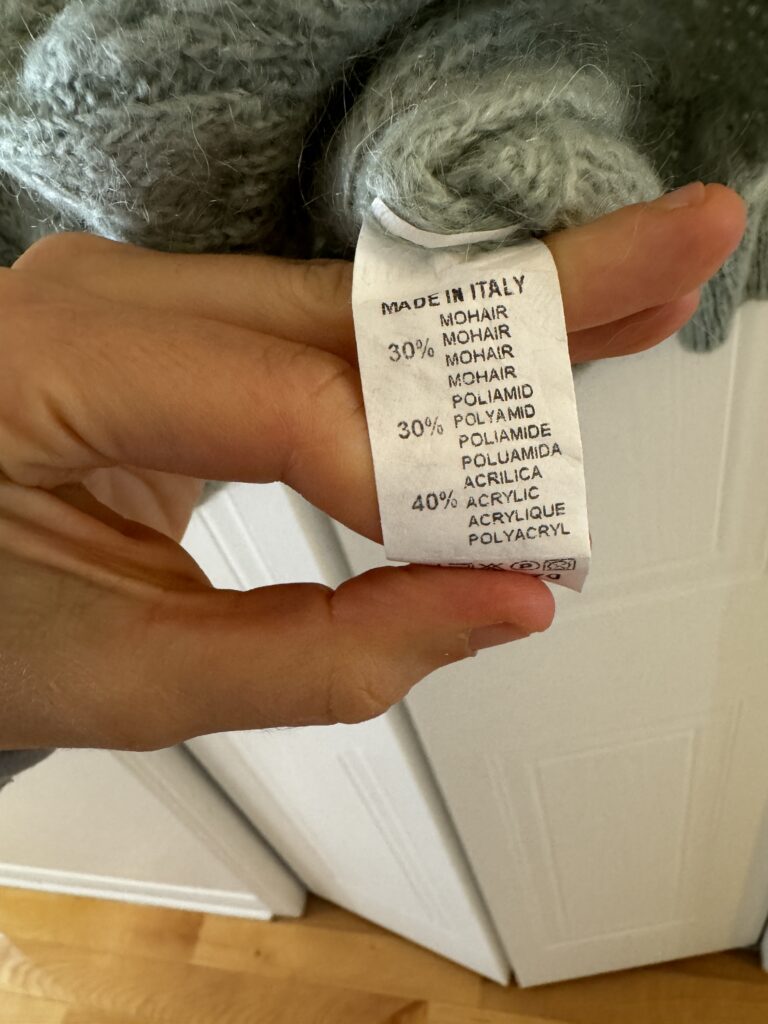 MADE IN ITALY
MOHAIR
MOHAIR
30%
MOHAIR
MOHAIR
POLIAMID
30% POLYAMID
POLIAMIDE
POLUAMIDA
ACRILICA
40% ACRYLIC
ACRYLIQUE
POLYACRYL